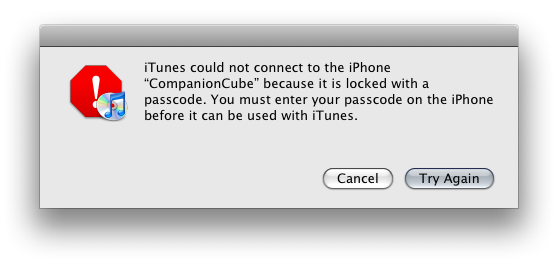 iTunes could not connect to the iPhone
“CompanionCube” because it is locked with a
passcode. You must enter your passcode on the iPhone
before it can be used with iTunes.
Cancel
Try Again